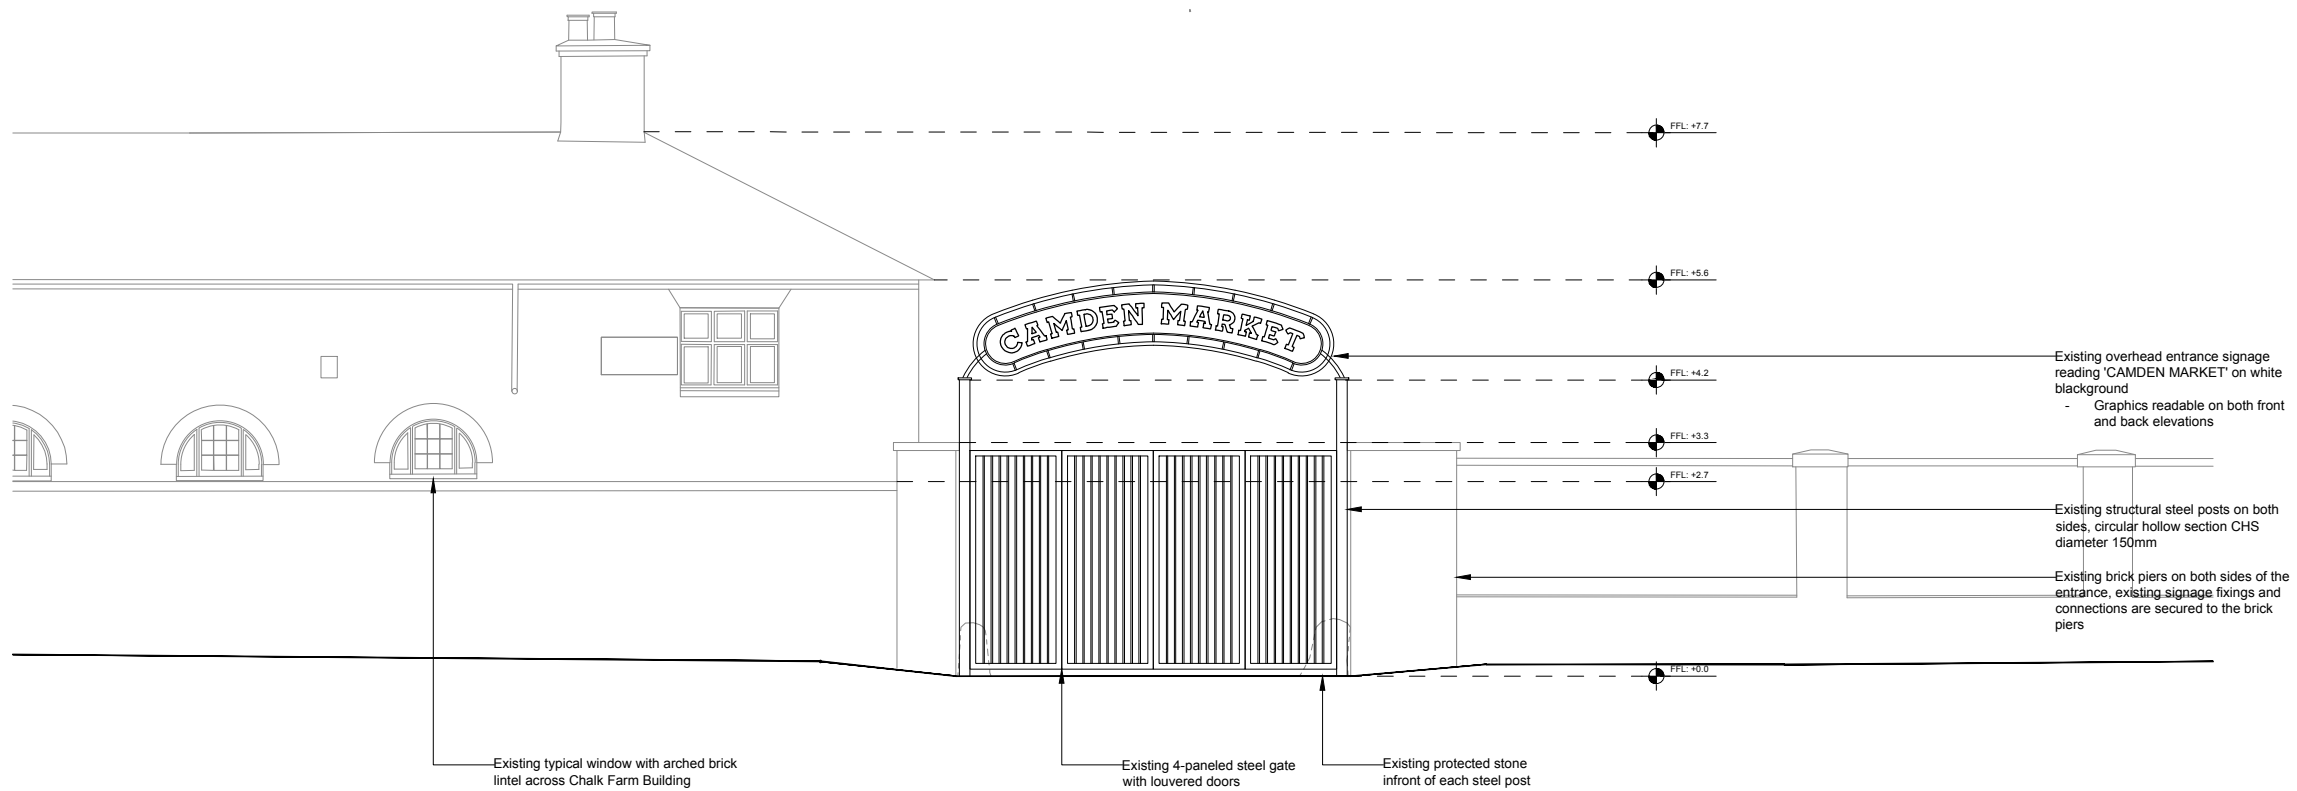 FFL: +7.7
FFL: +5.6
CAMDEN MARKET
Existing overhead entrance signage
reading 'CAMDEN MARKET' on white
blackground
- Graphics readable on both front
and back elevations
FFL: +4.2
FFL: +3.3
FFL: +2.7
Existing structural steel posts on both
sides, circular hollow section CHS
diameter 150mm
Existing brick piers on both sides of the
entrance, existing signage fixings and
connections are secured to the brick
piers
FFL: +0.0
Existing typical window with arched brick
lintel across Chalk Farm Building
Existing 4-paneled steel gate
with louvered doors
Existing protected stone
infront of each steel post